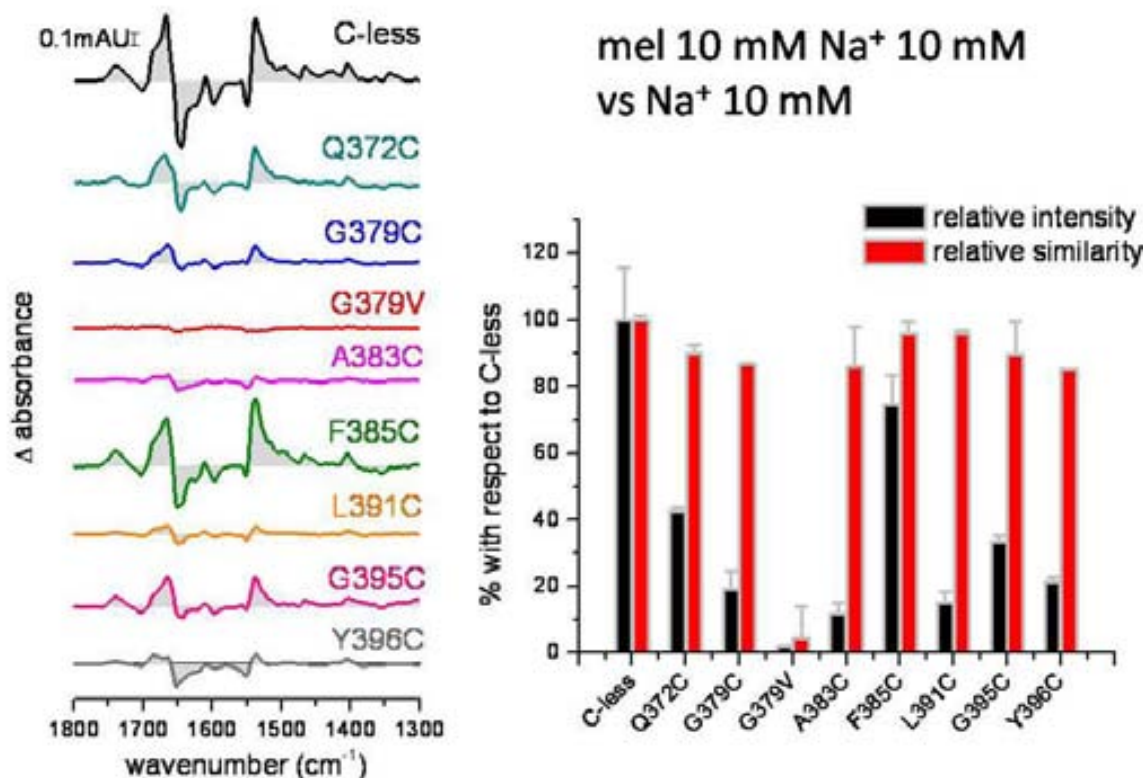 0.1mAU
C-less
Q372C
G379C
G379V
A383C
F385C
L391C
G395C
Y396C
Δ absorbance
1800 1700 1600 1500 1400 1300
wavenumber (cm⁻¹)
mel 10 mM Na⁺ 10 mM
vs Na⁺ 10 mM
relative intensity
relative similarity
% with respect to C-less
120
100
80
60
40
20
0
C-less
Q372C
G379C
G379V
A383C
F385C
L391C
G395C
Y396C